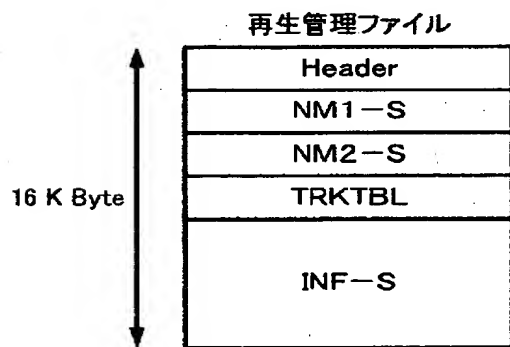 再生管理ファイル
Header
NM1-S
NM2-S
TRKTBL
16 K Byte
INF-S